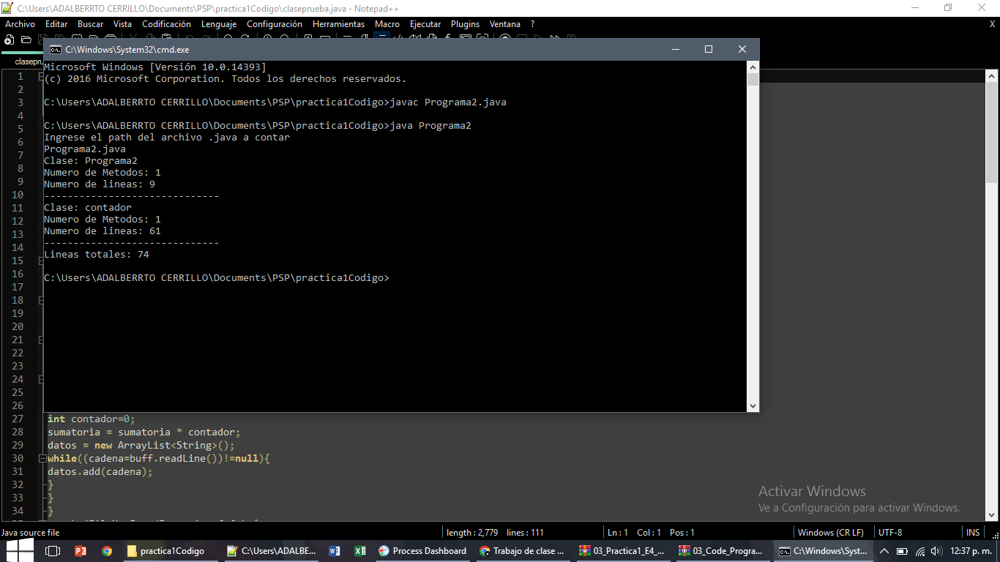 C:\Users\ADALBERRTO CERRILLO\Documents\PSP\practica1Codigo\claseprueba.java - Notepad++
Archivo Editar Buscar Vista Codificación Lenguaje Herramientas Macro Ejecutar Plugins Ventana ? X
C:\Windows\System32\cmd.exe
Microsoft Windows [Versión 10.0.14393]
(c) 2016 Microsoft Corporation. Todos los derechos reservados.
C:\Users\ADALBERRTO CERRILLO\Documents\PSP\practica1Codigo>javac Programa2.java
C:\Users\ADALBERRTO CERRILLO\Documents\PSP\practica1Codigo>java Programa2
Ingrese el path del archivo .java a contar
Programa2.java
Clase: Programa2
Numero de Metodos: 1
Numero de lineas: 9
------------------------------
Clase: contador
Numero de Metodos: 1
Numero de lineas: 61
------------------------------
Lineas totales: 74
C:\Users\ADALBERRTO CERRILLO\Documents\PSP\practica1Codigo>
1
2
3
4
5
6
7
8
9
10
11
12
13
14
15
16
17
18
19
20
21
22
23
24
25
26
27 int contador=0;
28 sumatoria = sumatoria * contador;
29 datos = new ArrayList<String>();
30 while((cadena=buff.readLine())!=null){
31 datos.add(cadena);
32 }
33 }
34 }
Activar Windows
Ve a Configuración para activar Windows.
Java source file length : 2,779 lines : 111 Ln : 1 Col : 1 Pos : 1 Windows (CR LF) UTF-8 INS
practica1Codigo C:\Users\ADALBE... Process Dashboard Trabajo de clase ... 03_Practica1_E4_... 03_Code_Progra... C:\Windows\Syst... 12:37 p. m.